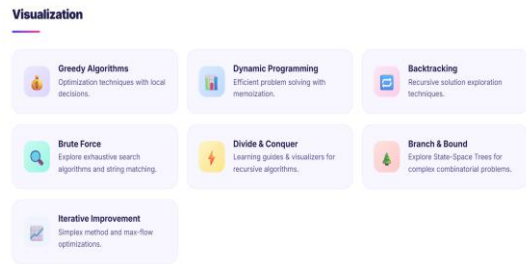 Visualization
Greedy Algorithms
Optimization techniques with local
decisions.
Dynamic Programming
Efficient problem solving with
memoization.
Backtracking
Recursive solution exploration
techniques.
Brute Force
Explore exhaustive search
algorithms and string matching.
Divide & Conquer
Learning guides & visualizers for
recursive algorithms.
Branch & Bound
Explore State-Space Trees for
complex combinatorial problems.
Iterative Improvement
Simplex method and max-flow
optimizations.